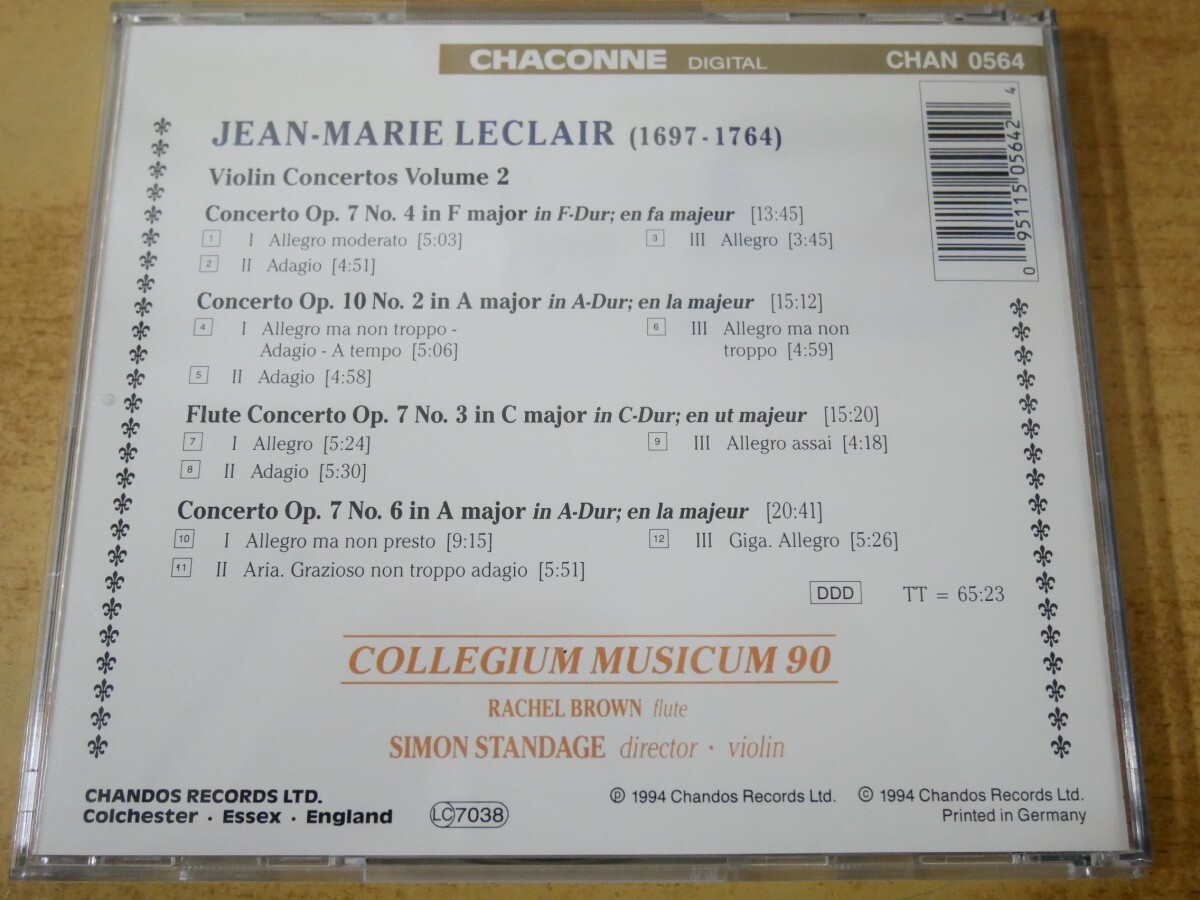 CHACONNE DIGITAL CHAN 0564
JEAN-MARIE LECLAIR (1697-1764)
Violin Concertos Volume 2
Concerto Op. 7 No. 4 in F major in F-Dur; en fa majeur [13:45]
1 I Allegro moderato [5:03] 3 III Allegro [3:45]
2 II Adagio [4:51]
Concerto Op. 10 No. 2 in A major in A-Dur; en la majeur [15:12]
4 I Allegro ma non troppo - 6 III Allegro ma non
Adagio - A tempo [5:06] troppo [4:59]
5 II Adagio [4:58]
Flute Concerto Op. 7 No. 3 in C major in C-Dur; en ut majeur [15:20]
7 I Allegro [5:24] 9 III Allegro assai [4:18]
8 II Adagio [5:30]
Concerto Op. 7 No. 6 in A major in A-Dur; en la majeur [20:41]
10 I Allegro ma non presto [9:15] 12 III Giga. Allegro [5:26]
11 II Aria. Grazioso non troppo adagio [5:51]
DDD TT = 65:23
COLLEGIUM MUSICUM 90
RACHEL BROWN flute
SIMON STANDAGE director · violin
CHANDOS RECORDS LTD.
Colchester · Essex · England
LC 7038
℗ 1994 Chandos Records Ltd. © 1994 Chandos Records Ltd.
Printed in Germany
0 95115 05642 4